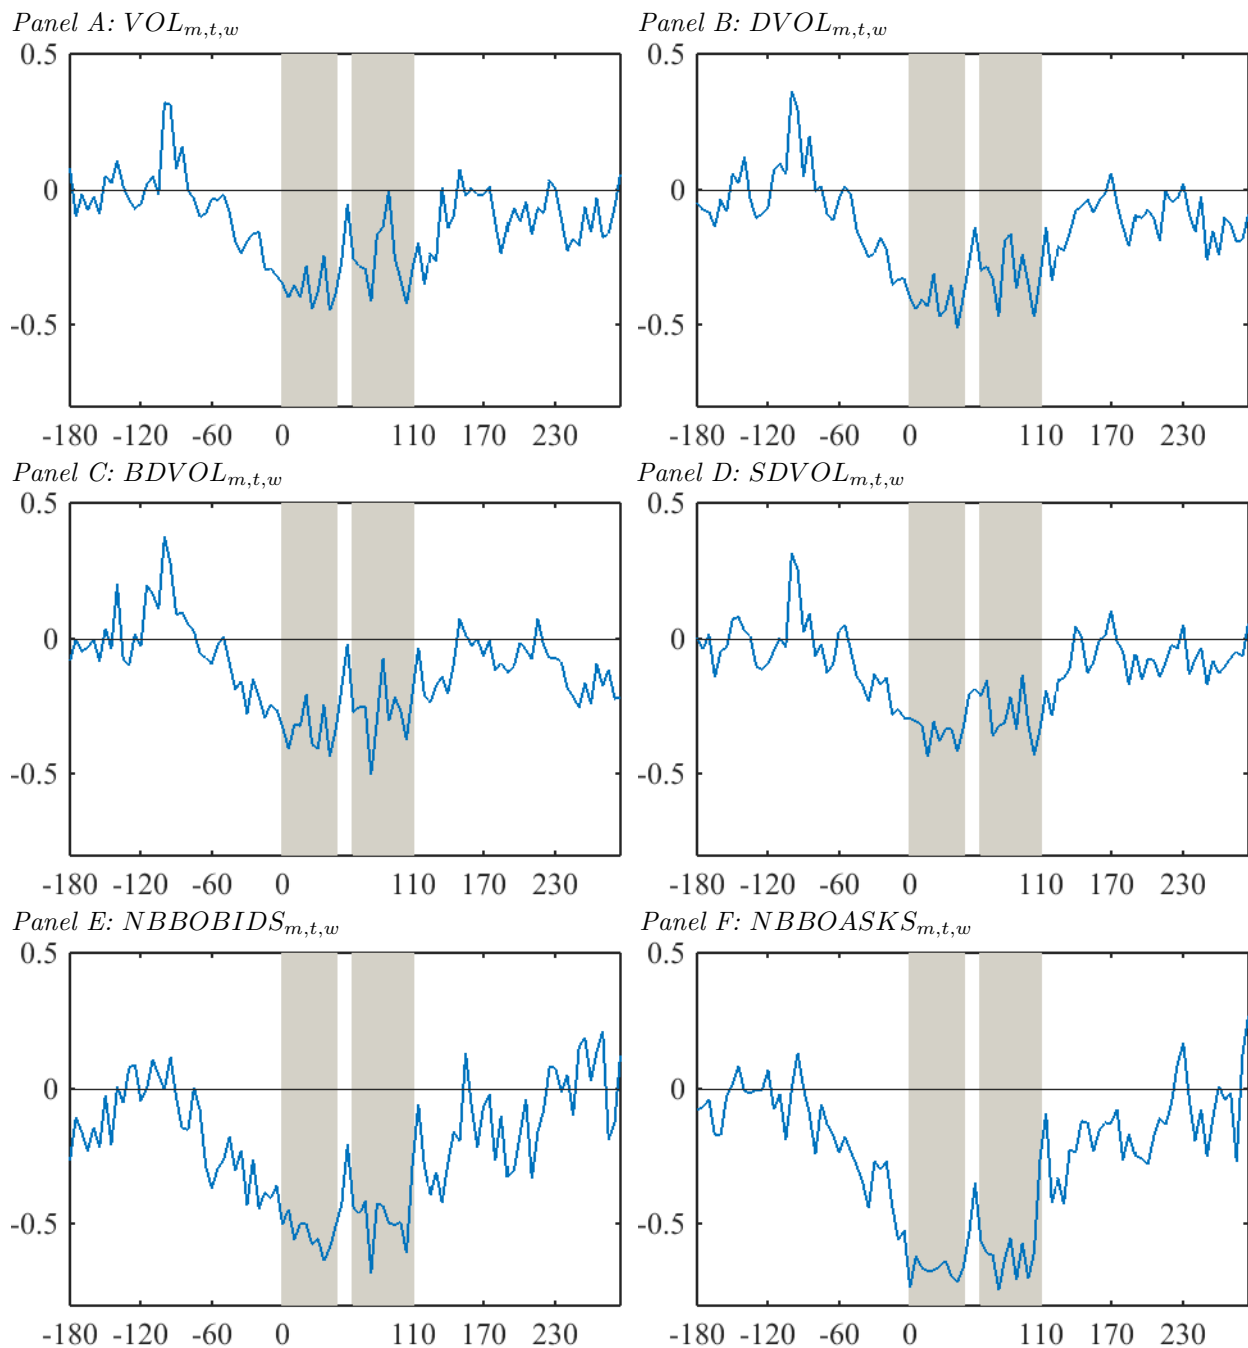 Panel A: VOLm,t,w
Panel B: DVOLm,t,w
0.5
0
-0.5
-180 -120 -60 0 110 170 230
0.5
0
-0.5
-180 -120 -60 0 110 170 230
Panel C: BDVOLm,t,w
Panel D: SDVOLm,t,w
0.5
0
-0.5
-180 -120 -60 0 110 170 230
0.5
0
-0.5
-180 -120 -60 0 110 170 230
Panel E: NBBOBIDSm,t,w
Panel F: NBBOASKSm,t,w
0.5
0
-0.5
-180 -120 -60 0 110 170 230
0.5
0
-0.5
-180 -120 -60 0 110 170 230